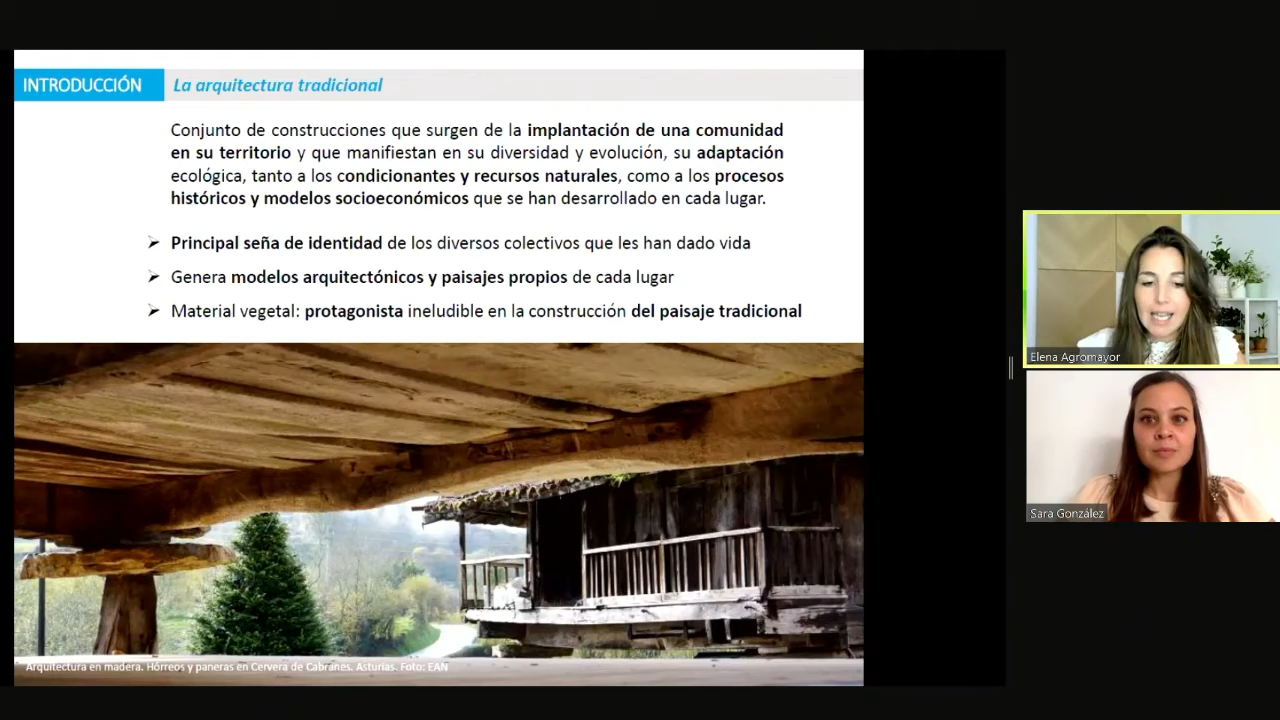 INTRODUCCIÓN
La arquitectura tradicional
Conjunto de construcciones que surgen de la implantación de una comunidad
en su territorio y que manifiestan en su diversidad y evolución, su adaptación
ecológica, tanto a los condicionantes y recursos naturales, como a los procesos
históricos y modelos socioeconómicos que se han desarrollado en cada lugar.
Principal seña de identidad de los diversos colectivos que les han dado vida
Genera modelos arquitectónicos y paisajes propios de cada lugar
Material vegetal: protagonista ineludible en la construcción del paisaje tradicional
Arquitectura en madera. Hórreos y paneras en Cervera de Cabranes. Asturias. Foto: EAN
Elena Agromayor
Sara González